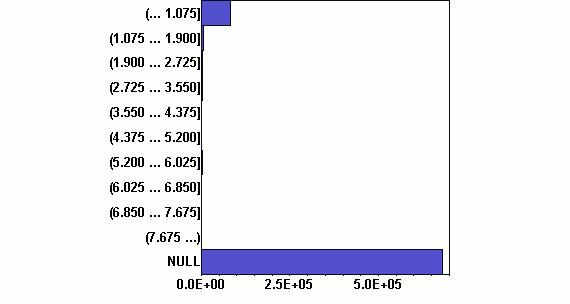 (... 1.075]
(1.075 ... 1.900]
(1.900 ... 2.725]
(2.725 ... 3.550]
(3.550 ... 4.375]
(4.375 ... 5.200]
(5.200 ... 6.025]
(6.025 ... 6.850]
(6.850 ... 7.675]
(7.675 ...)
NULL
0.0E+00 2.5E+05 5.0E+05